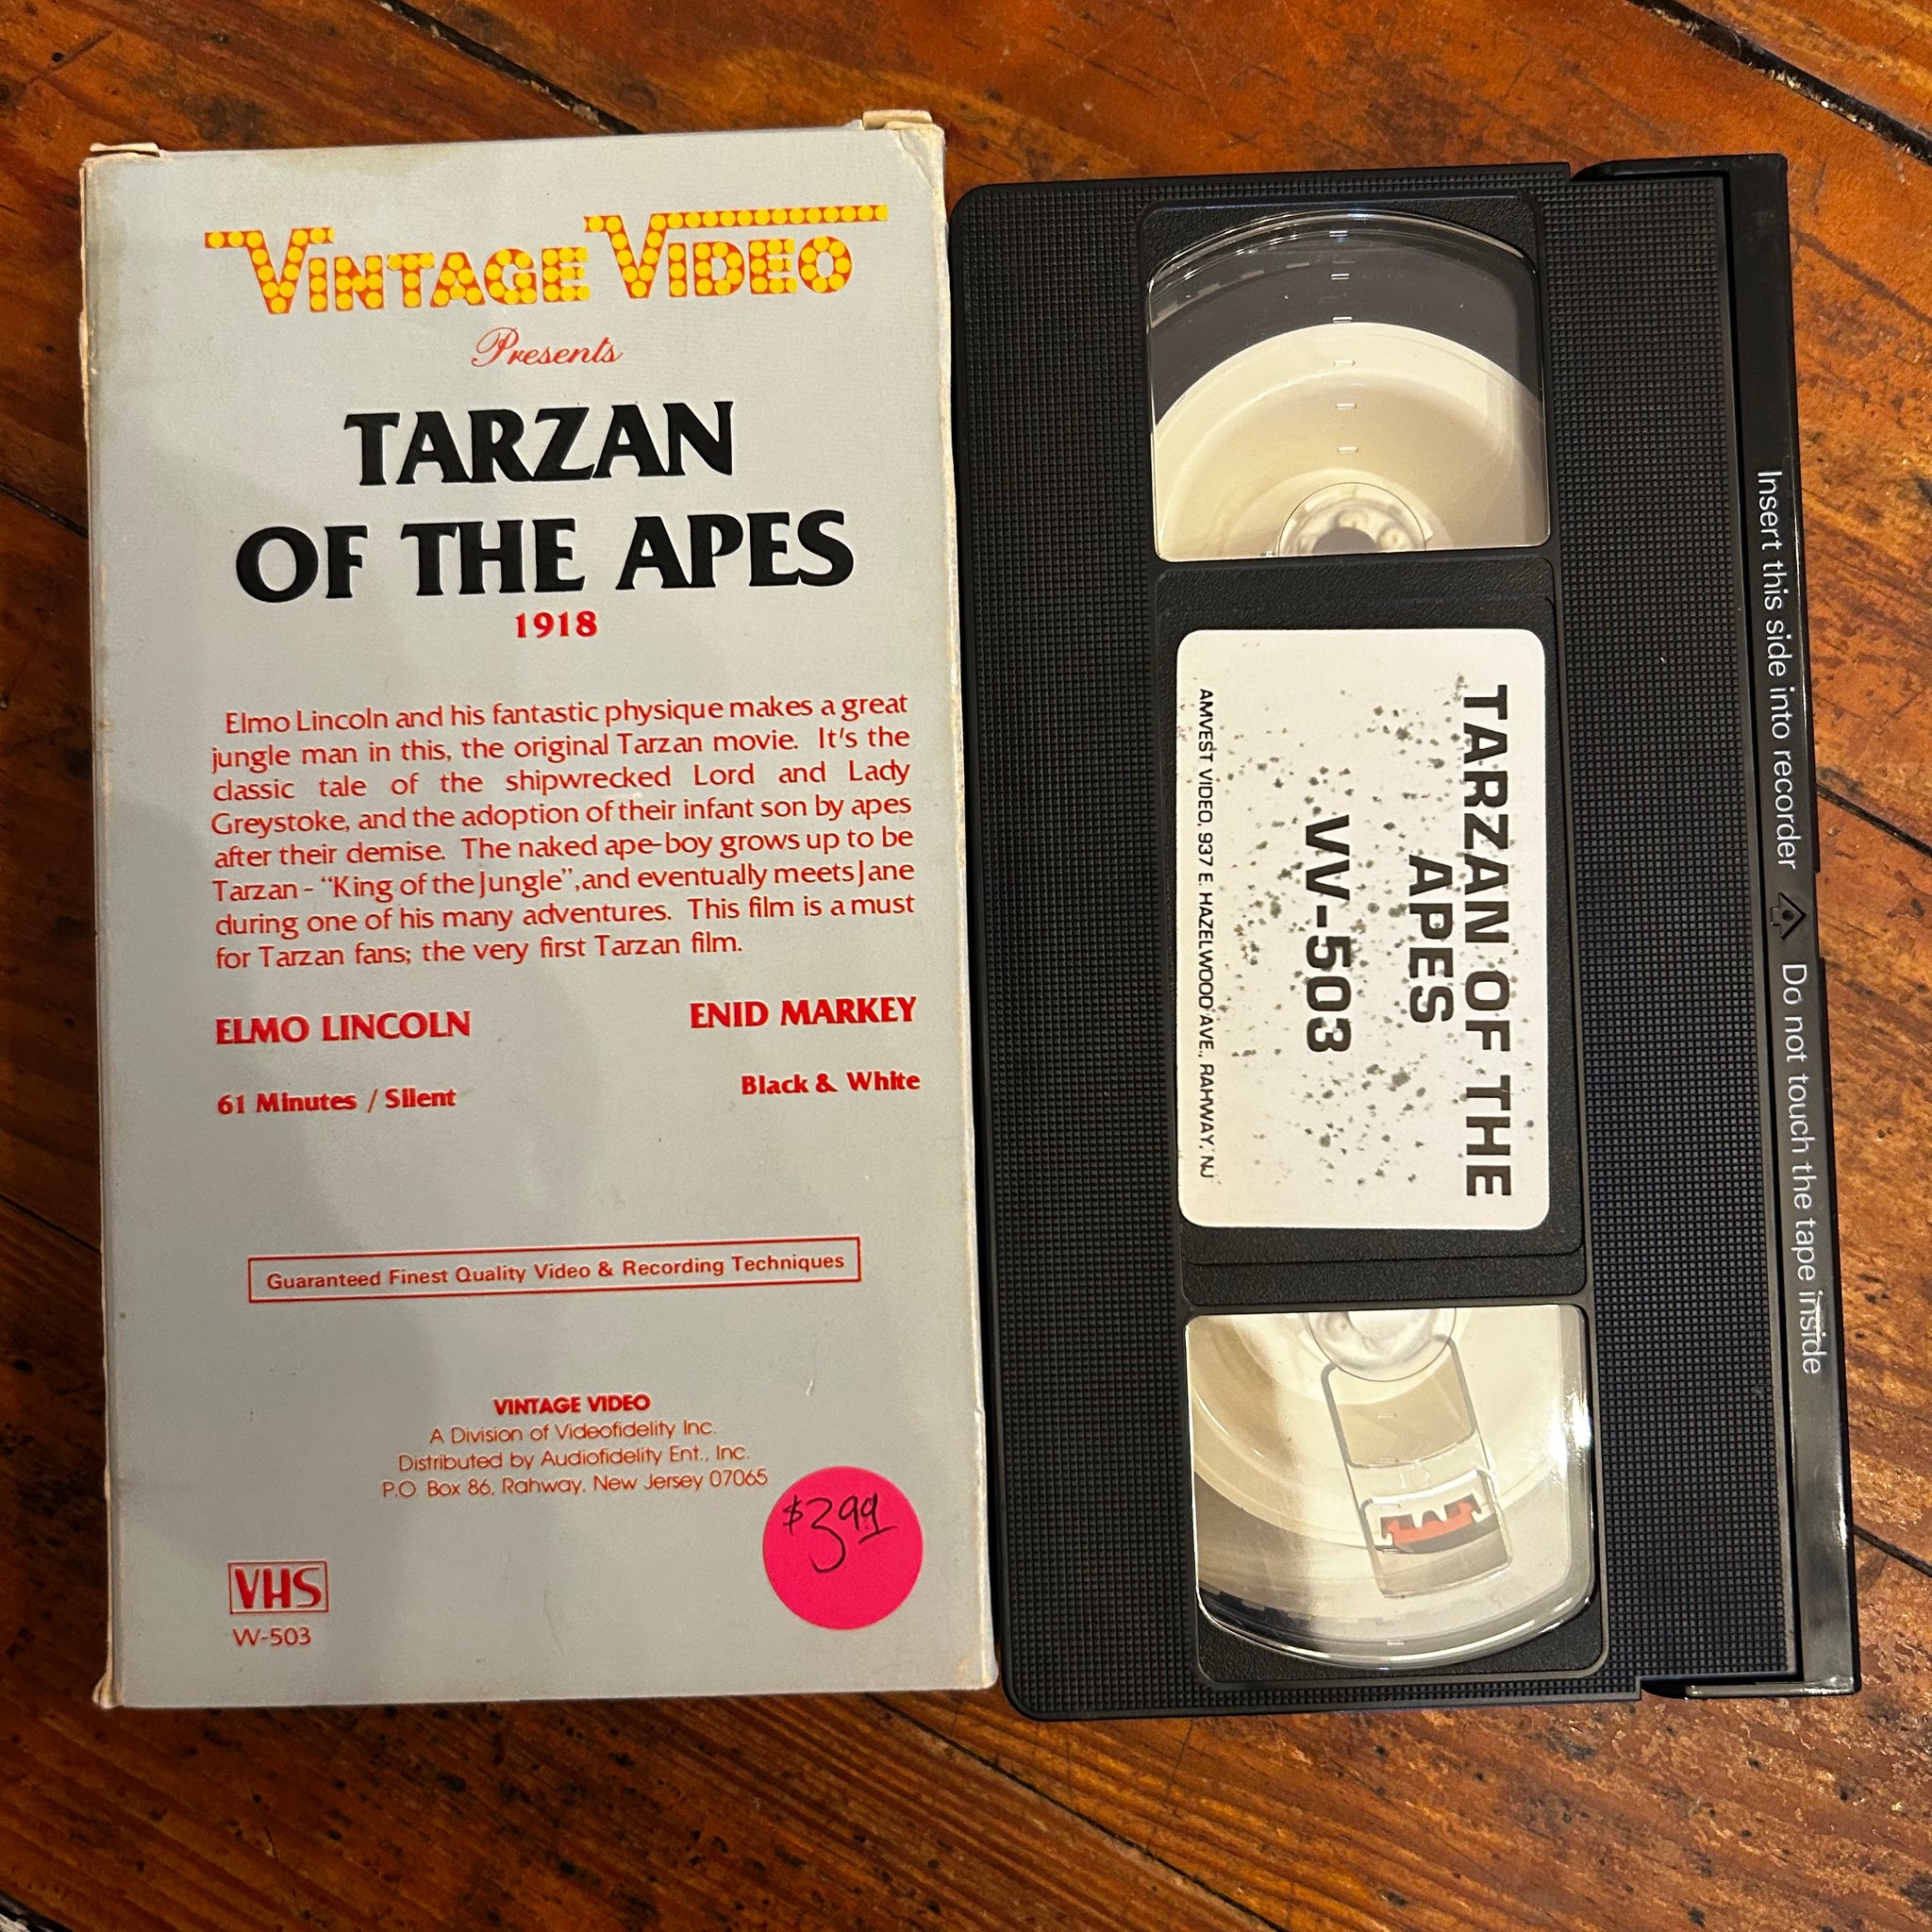 VINTAGE VIDEO
Presents
TARZAN
OF THE APES
1918
Elmo Lincoln and his fantastic physique makes a great
jungle man in this, the original Tarzan movie. It's the
classic tale of the shipwrecked Lord and Lady
Greystoke, and the adoption of their infant son by apes
after their demise. The naked ape-boy grows up to be
Tarzan - "King of the Jungle", and eventually meets Jane
during one of his many adventures. This film is a must
for Tarzan fans; the very first Tarzan film.
ELMO LINCOLN ENID MARKEY
61 Minutes / Silent Black & White
Guaranteed Finest Quality Video & Recording Techniques
VINTAGE VIDEO
A Division of Videofidelity Inc.
Distributed by Audiofidelity Ent., Inc.
P.O. Box 86, Rahway, New Jersey 07065
$3.99
VHS
VV-503
TARZAN OF THE
APES
VV-503
AMVEST VIDEO, 937 E. HAZELWOOD AVE., RAHWAY, NJ
Insert this side into recorder Do not touch the tape inside